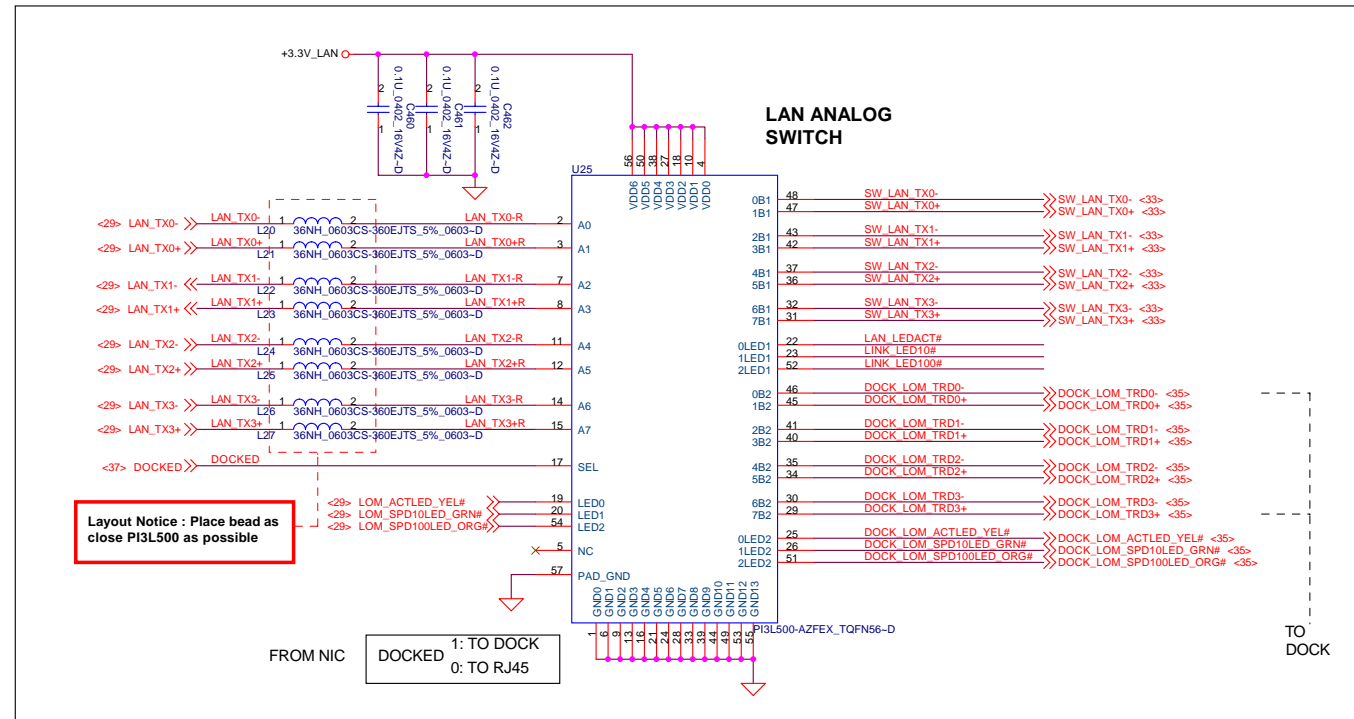 +3.3V_LAN
2
1
0.1U_0402_16V4Z~D
C460
2
1
0.1U_0402_16V4Z~D
C461
2
1
0.1U_0402_16V4Z~D
C462
LAN ANALOG
SWITCH
U25
56 50 38 27 18 10 4
VDD6 VDD5 VDD4 VDD3 VDD2 VDD1 VDD0
<29> LAN_TX0- LAN_TX0- 1 2 LAN_TX0-R 2 A0
L20 36NH_0603CS-360EJTS_5%_0603~D
<29> LAN_TX0+ LAN_TX0+ 1 2 LAN_TX0+R 3 A1
L21 36NH_0603CS-360EJTS_5%_0603~D
<29> LAN_TX1- LAN_TX1- 1 2 LAN_TX1-R 7 A2
L22 36NH_0603CS-360EJTS_5%_0603~D
<29> LAN_TX1+ LAN_TX1+ 1 2 LAN_TX1+R 8 A3
L23 36NH_0603CS-360EJTS_5%_0603~D
<29> LAN_TX2- LAN_TX2- 1 2 LAN_TX2-R 11 A4
L24 36NH_0603CS-360EJTS_5%_0603~D
<29> LAN_TX2+ LAN_TX2+ 1 2 LAN_TX2+R 12 A5
L25 36NH_0603CS-360EJTS_5%_0603~D
<29> LAN_TX3- LAN_TX3- 1 2 LAN_TX3-R 14 A6
L26 36NH_0603CS-360EJTS_5%_0603~D
<29> LAN_TX3+ LAN_TX3+ 1 2 LAN_TX3+R 15 A7
L27 36NH_0603CS-360EJTS_5%_0603~D
<37> DOCKED DOCKED 17 SEL
<29> LOM_ACTLED_YEL# 19 LED0
<29> LOM_SPD10LED_GRN# 20 LED1
<29> LOM_SPD100LED_ORG# 54 LED2
5 NC
57 PAD_GND
Layout Notice : Place bead as
close PI3L500 as possible
0B1 48 SW_LAN_TX0- SW_LAN_TX0- <33>
1B1 47 SW_LAN_TX0+ SW_LAN_TX0+ <33>
2B1 43 SW_LAN_TX1- SW_LAN_TX1- <33>
3B1 42 SW_LAN_TX1+ SW_LAN_TX1+ <33>
4B1 37 SW_LAN_TX2- SW_LAN_TX2- <33>
5B1 36 SW_LAN_TX2+ SW_LAN_TX2+ <33>
6B1 32 SW_LAN_TX3- SW_LAN_TX3- <33>
7B1 31 SW_LAN_TX3+ SW_LAN_TX3+ <33>
0LED1 22 LAN_LEDACT#
1LED1 23 LINK_LED10#
2LED1 52 LINK_LED100#
0B2 46 DOCK_LOM_TRD0- DOCK_LOM_TRD0- <35>
1B2 45 DOCK_LOM_TRD0+ DOCK_LOM_TRD0+ <35>
2B2 41 DOCK_LOM_TRD1- DOCK_LOM_TRD1- <35>
3B2 40 DOCK_LOM_TRD1+ DOCK_LOM_TRD1+ <35>
4B2 35 DOCK_LOM_TRD2- DOCK_LOM_TRD2- <35>
5B2 34 DOCK_LOM_TRD2+ DOCK_LOM_TRD2+ <35>
6B2 30 DOCK_LOM_TRD3- DOCK_LOM_TRD3- <35>
7B2 29 DOCK_LOM_TRD3+ DOCK_LOM_TRD3+ <35>
0LED2 25 DOCK_LOM_ACTLED_YEL# DOCK_LOM_ACTLED_YEL# <35>
1LED2 26 DOCK_LOM_SPD10LED_GRN# DOCK_LOM_SPD10LED_GRN# <35>
2LED2 51 DOCK_LOM_SPD100LED_ORG# DOCK_LOM_SPD100LED_ORG# <35>
GND0 GND1 GND2 GND3 GND4 GND5 GND6 GND7 GND8 GND9 GND10 GND11 GND12 GND13
1 6 9 13 16 21 24 28 33 39 44 49 53 55
PI3L500-AZFEX_TQFN56~D
TO
DOCK
FROM NIC
DOCKED
1: TO DOCK
0: TO RJ45